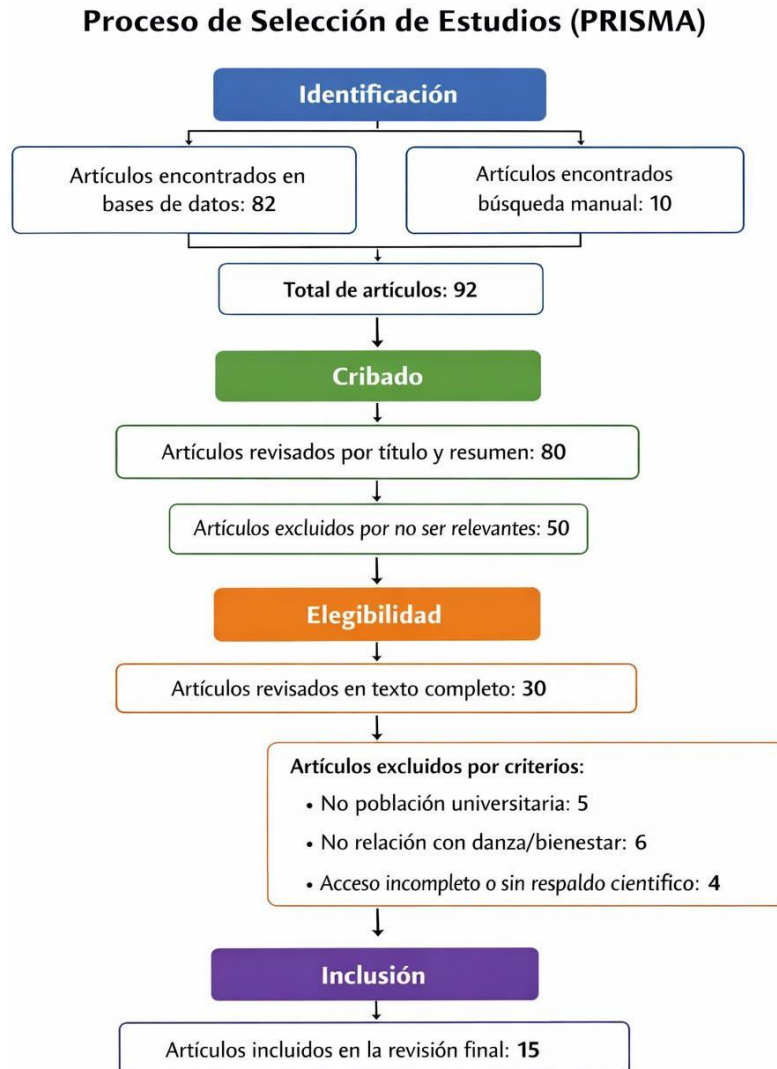 Proceso de Selección de Estudios (PRISMA)
Identificación
Artículos encontrados en
bases de datos: 82
Artículos encontrados
búsqueda manual: 10
Total de artículos: 92
Cribado
Artículos revisados por título y resumen: 80
Artículos excluidos por no ser relevantes: 50
Elegibilidad
Artículos revisados en texto completo: 30
Artículos excluidos por criterios:
• No población universitaria: 5
• No relación con danza/bienestar: 6
• Acceso incompleto o sin respaldo científico: 4
Inclusión
Artículos incluidos en la revisión final: 15